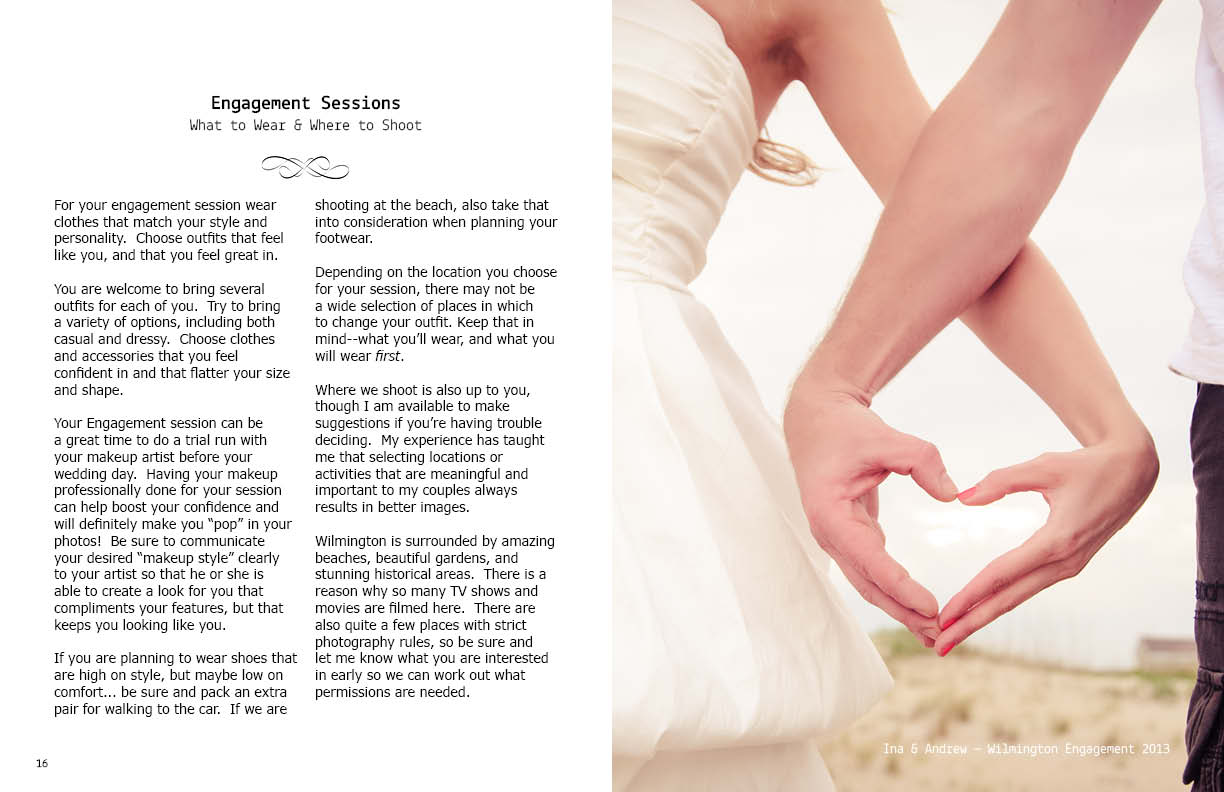 Engagement Sessions
What to Wear & Where to Shoot
For your engagement session wear
clothes that match your style and
personality.  Choose outfits that feel
like you, and that you feel great in.
You are welcome to bring several
outfits for each of you.  Try to bring
a variety of options, including both
casual and dressy.  Choose clothes
and accessories that you feel
confident in and that flatter your size
and shape.
Your Engagement session can be
a great time to do a trial run with
your makeup artist before your
wedding day.  Having your makeup
professionally done for your session
can help boost your confidence and
will definitely make you “pop” in your
photos!  Be sure to communicate
your desired “makeup style” clearly
to your artist so that he or she is
able to create a look for you that
compliments your features, but that
keeps you looking like you.
If you are planning to wear shoes that
are high on style, but maybe low on
comfort... be sure and pack an extra
pair for walking to the car.  If we are
shooting at the beach, also take that
into consideration when planning your
footwear.
Depending on the location you choose
for your session, there may not be
a wide selection of places in which
to change your outfit. Keep that in
mind--what you’ll wear, and what you
will wear first.
Where we shoot is also up to you,
though I am available to make
suggestions if you’re having trouble
deciding.  My experience has taught
me that selecting locations or
activities that are meaningful and
important to my couples always
results in better images.
Wilmington is surrounded by amazing
beaches, beautiful gardens, and
stunning historical areas.  There is a
reason why so many TV shows and
movies are filmed here.  There are
also quite a few places with strict
photography rules, so be sure and
let me know what you are interested
in early so we can work out what
permissions are needed.
16
Ina & Andrew — Wilmington Engagement 2013